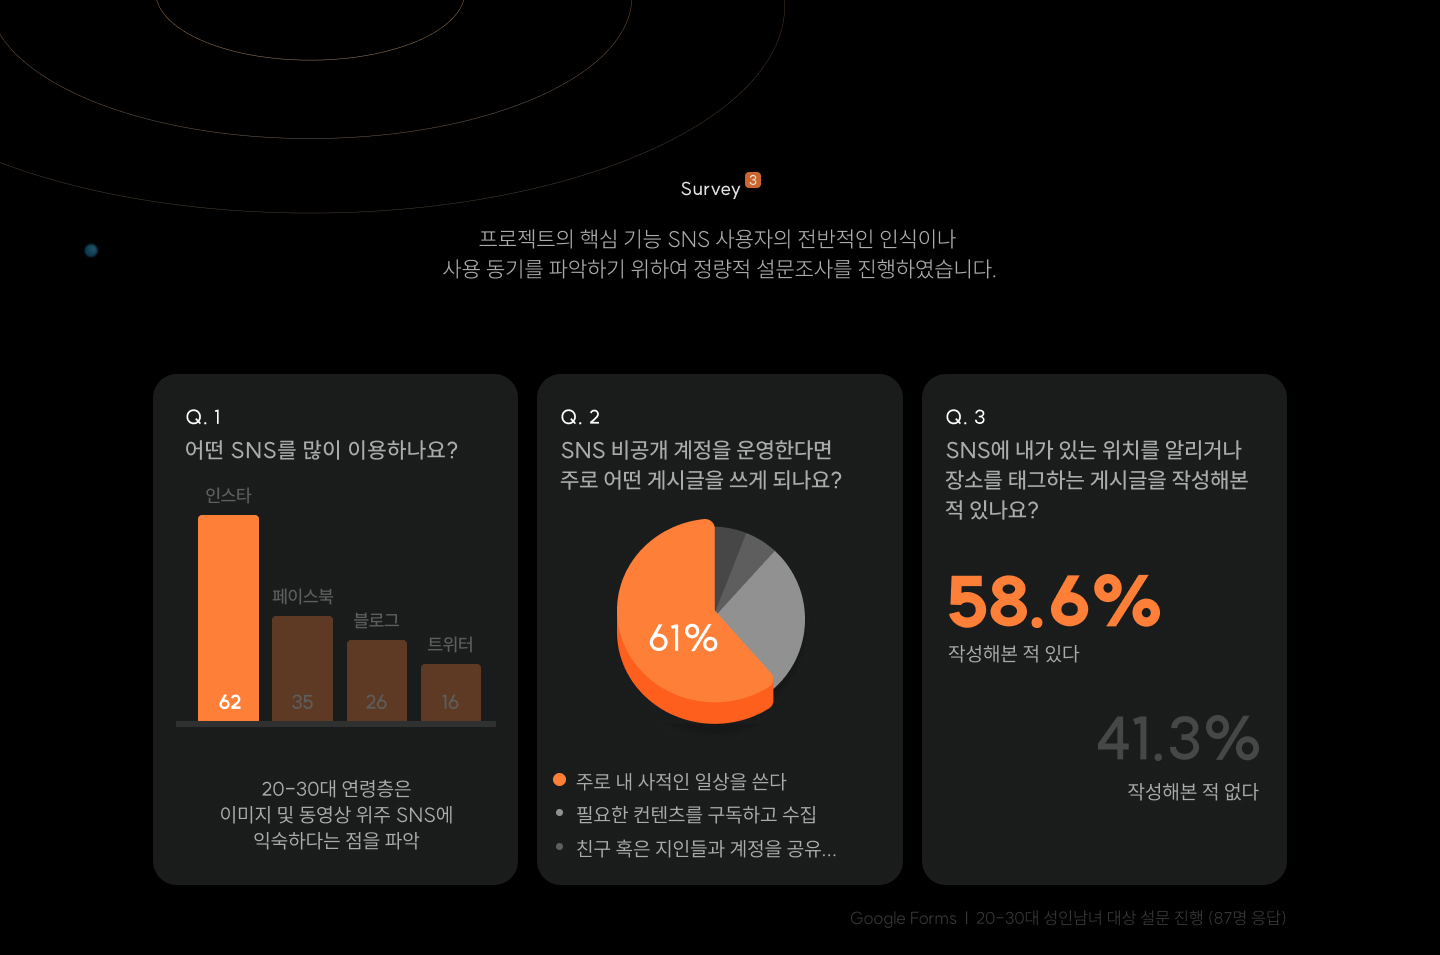 Survey 3
프로젝트의 핵심 기능 SNS 사용자의 전반적인 인식이나
사용 동기를 파악하기 위하여 정량적 설문조사를 진행하였습니다.
Q. 1
어떤 SNS를 많이 이용하나요?
인스타
페이스북
블로그
트위터
62
35
26
16
20-30대 연령층은
이미지 및 동영상 위주 SNS에
익숙하다는 점을 파악
Q. 2
SNS 비공개 계정을 운영한다면
주로 어떤 게시글을 쓰게 되나요?
61%
주로 내 사적인 일상을 쓴다
필요한 컨텐츠를 구독하고 수집
친구 혹은 지인들과 계정을 공유...
Q. 3
SNS에 내가 있는 위치를 알리거나
장소를 태그하는 게시글을 작성해본
적 있나요?
58.6%
작성해본 적 있다
41.3%
작성해본 적 없다
Google Forms | 20-30대 성인남녀 대상 설문 진행 (87명 응답)